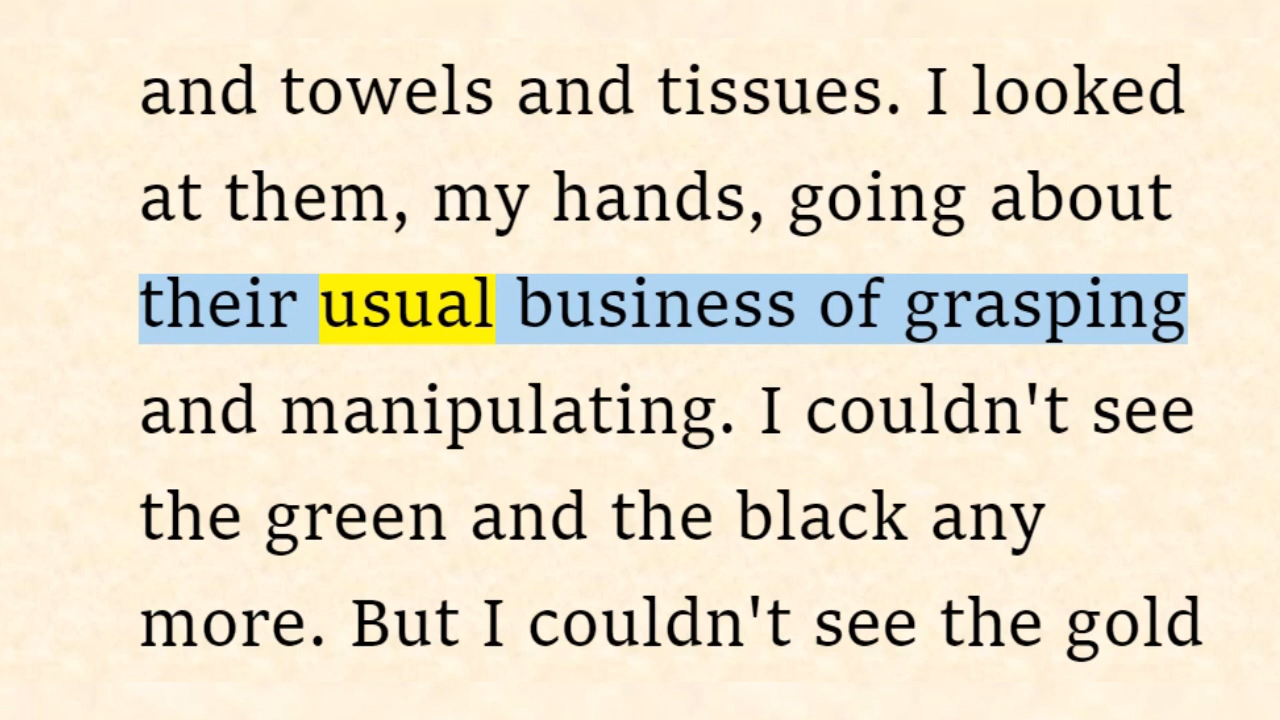 and towels and tissues. I looked
at them, my hands, going about
their usual business of grasping
and manipulating. I couldn't see
the green and the black any
more. But I couldn't see the gold